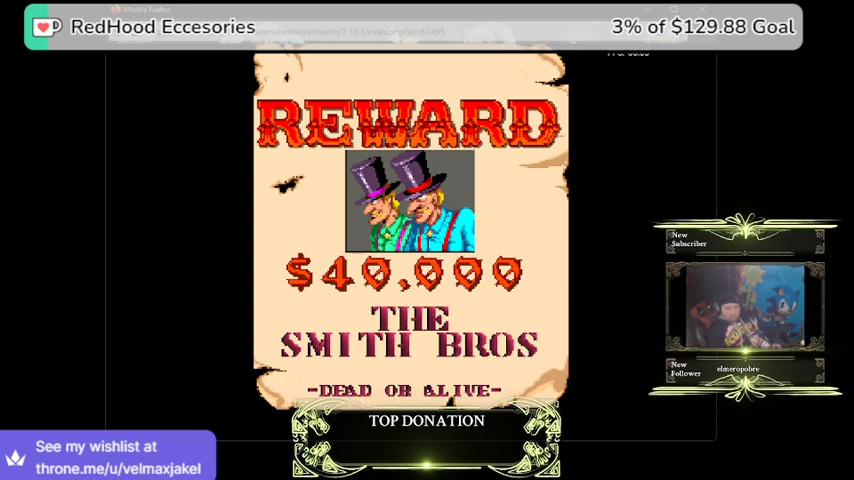 RedHood Eccesories
3% of $129.88 Goal
REWARD
$40,000
THE
SMITH BROS
-DEAD OR ALIVE-
TOP DONATION
New
Subscriber
New
Follower
elmeropobre
See my wishlist at
throne.me/u/velmaxjakel